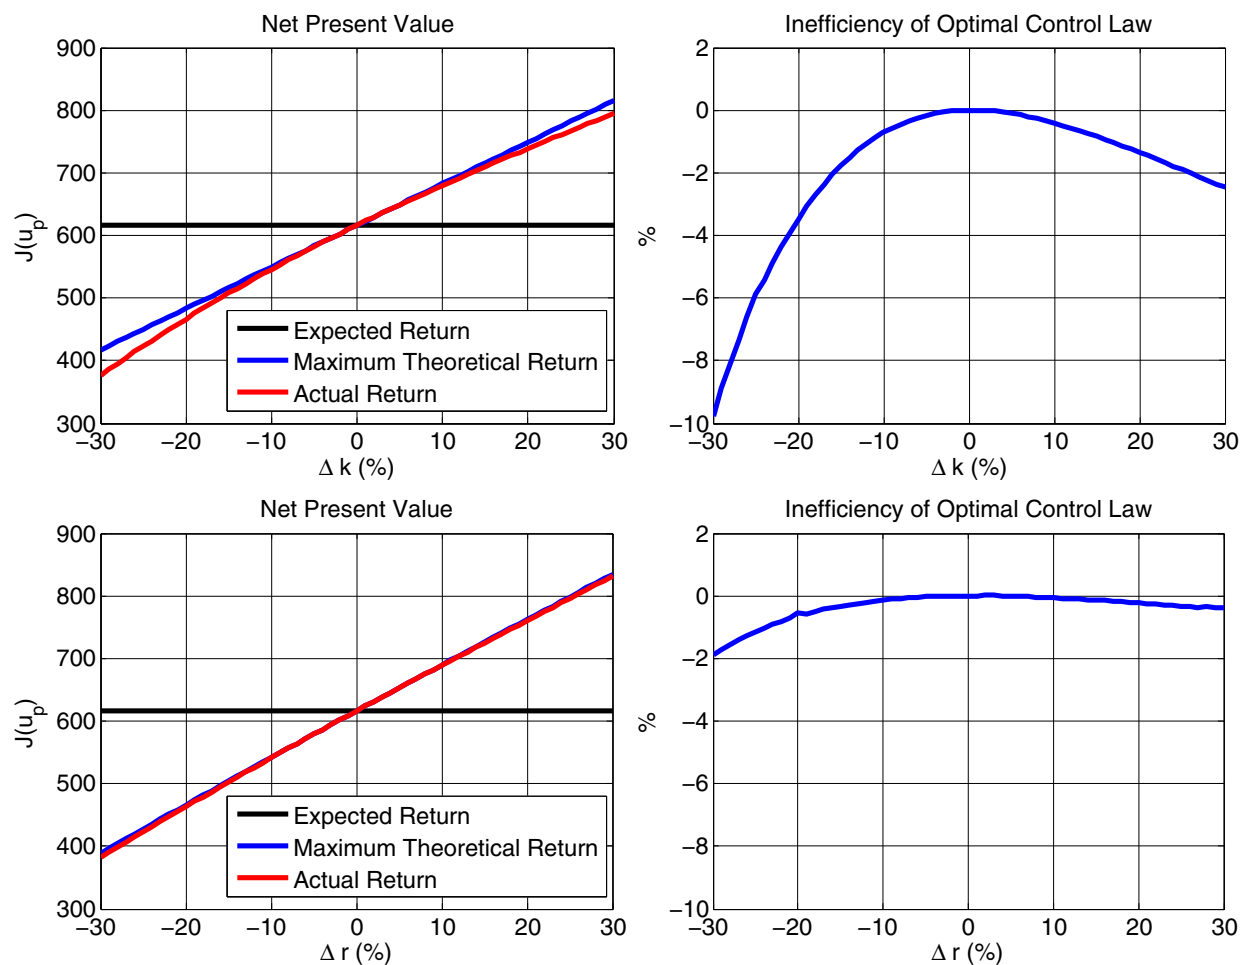 Net Present Value
900
800
700
600
500
400
300
J(u_p)
Expected Return
Maximum Theoretical Return
Actual Return
−30 −20 −10 0 10 20 30
Δ k (%)
Inefficiency of Optimal Control Law
2
0
−2
−4
−6
−8
−10
%
−30 −20 −10 0 10 20 30
Δ k (%)
Net Present Value
900
800
700
600
500
400
300
J(u_p)
Expected Return
Maximum Theoretical Return
Actual Return
−30 −20 −10 0 10 20 30
Δ r (%)
Inefficiency of Optimal Control Law
2
0
−2
−4
−6
−8
−10
%
−30 −20 −10 0 10 20 30
Δ r (%)